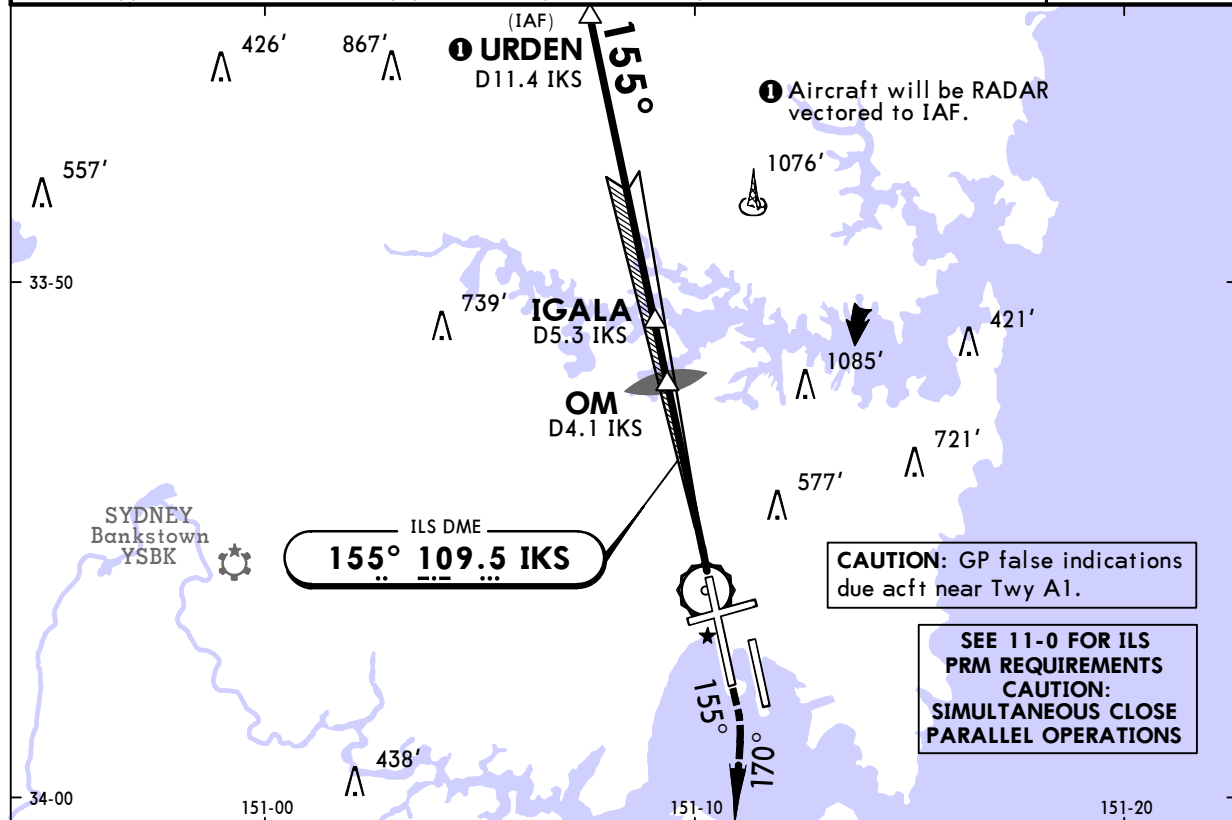 (IAF)
426' 867' ❶ URDEN
D11.4 IKS
155°
❶ Aircraft will be RADAR
vectored to IAF.
557'
1076'
33-50
739'
IGALA
D5.3 IKS
421'
1085'
OM
D4.1 IKS
721'
577'
SYDNEY
Bankstown
YSBK
ILS DME
155° 109.5 IKS
CAUTION: GP false indications
due acft near Twy A1.
SEE 11-0 FOR ILS
PRM REQUIREMENTS
CAUTION:
SIMULTANEOUS CLOSE
PARALLEL OPERATIONS
155°
170°
438'
34-00
151-00 151-10 151-20